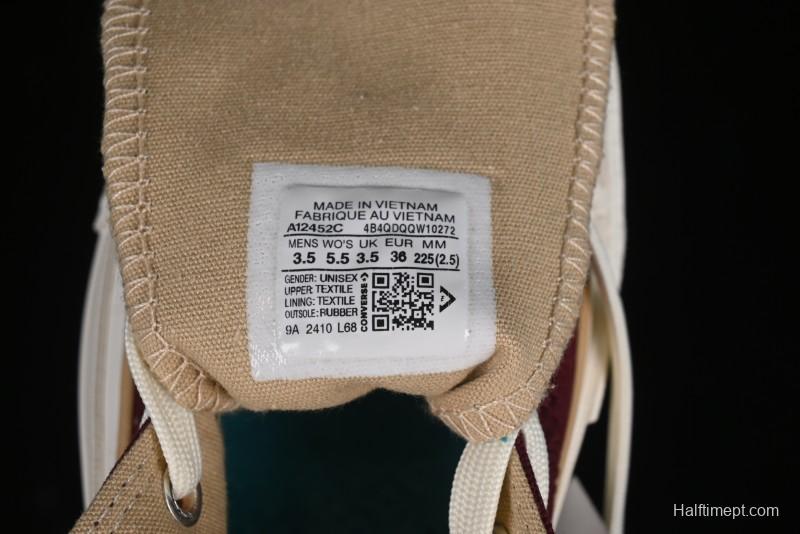 MADE IN VIETNAM
FABRIQUE AU VIETNAM
A12452C 4B4QDQQW10272
MENS WO'S UK EUR MM
3.5 5.5 3.5 36 225(2.5)
GENDER: UNISEX
UPPER: TEXTILE
LINING: TEXTILE
OUTSOLE: RUBBER
9A 2410 L68
CONVERSE
Halftimept.com